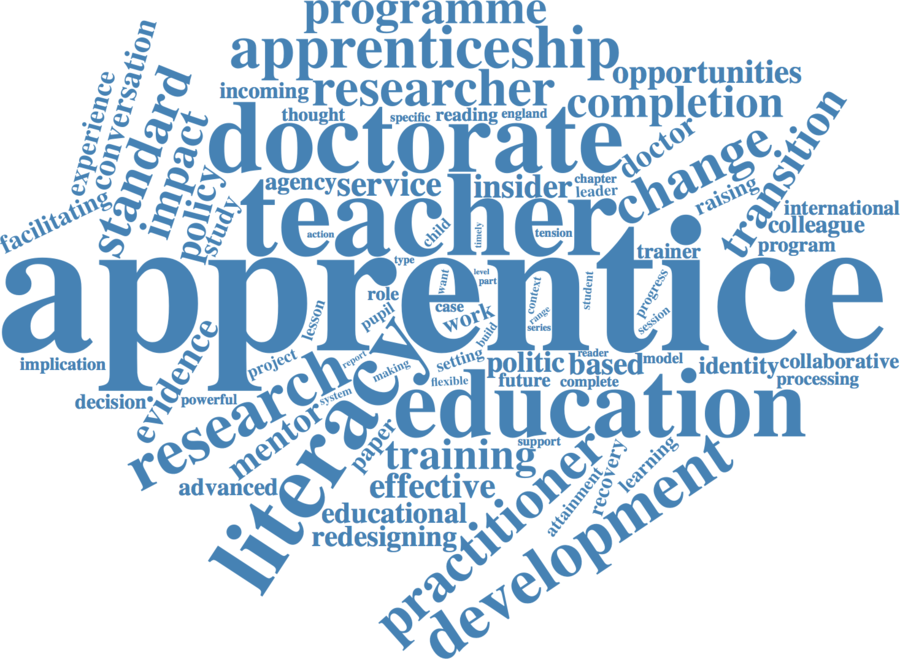 programme
apprenticeship
conversation
experience
incoming
researcher
opportunities
completion
thought
specific
reading
england
standard
impact
doctorate
doctor
change
transition
facilitating
policy
study
agency
service
insider
chapter
leader
raising
international
colleague
program
teacher
action
child
timely
tension
trainer
apprentice
type
want
level
part
context
range
series
student
progress
session
role
pupil
case
work
build
lesson
implication
evidence
project
report
making
setting
politic
based
reader
model
identity
collaborative
processing
flexible
future
complete
decision
powerful
research
system
literacy
education
mentor
paper
training
support
advanced
effective
educational
redesigning
practitioner
attainment
recovery
learning
development